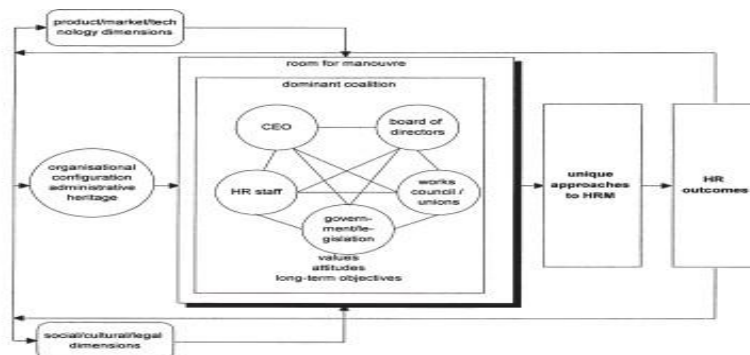 product/market/tech
nology dimensions
room for manouvre
dominant coalition
CEO
board of
directors
organisational
configuration
administrative
heritage
HR staff
works
council /
unions
govern-
ment/le-
gislation
values
attitudes
long-term objectives
unique
approaches
to HRM
HR
outcomes
social/cultural/legal
dimensions